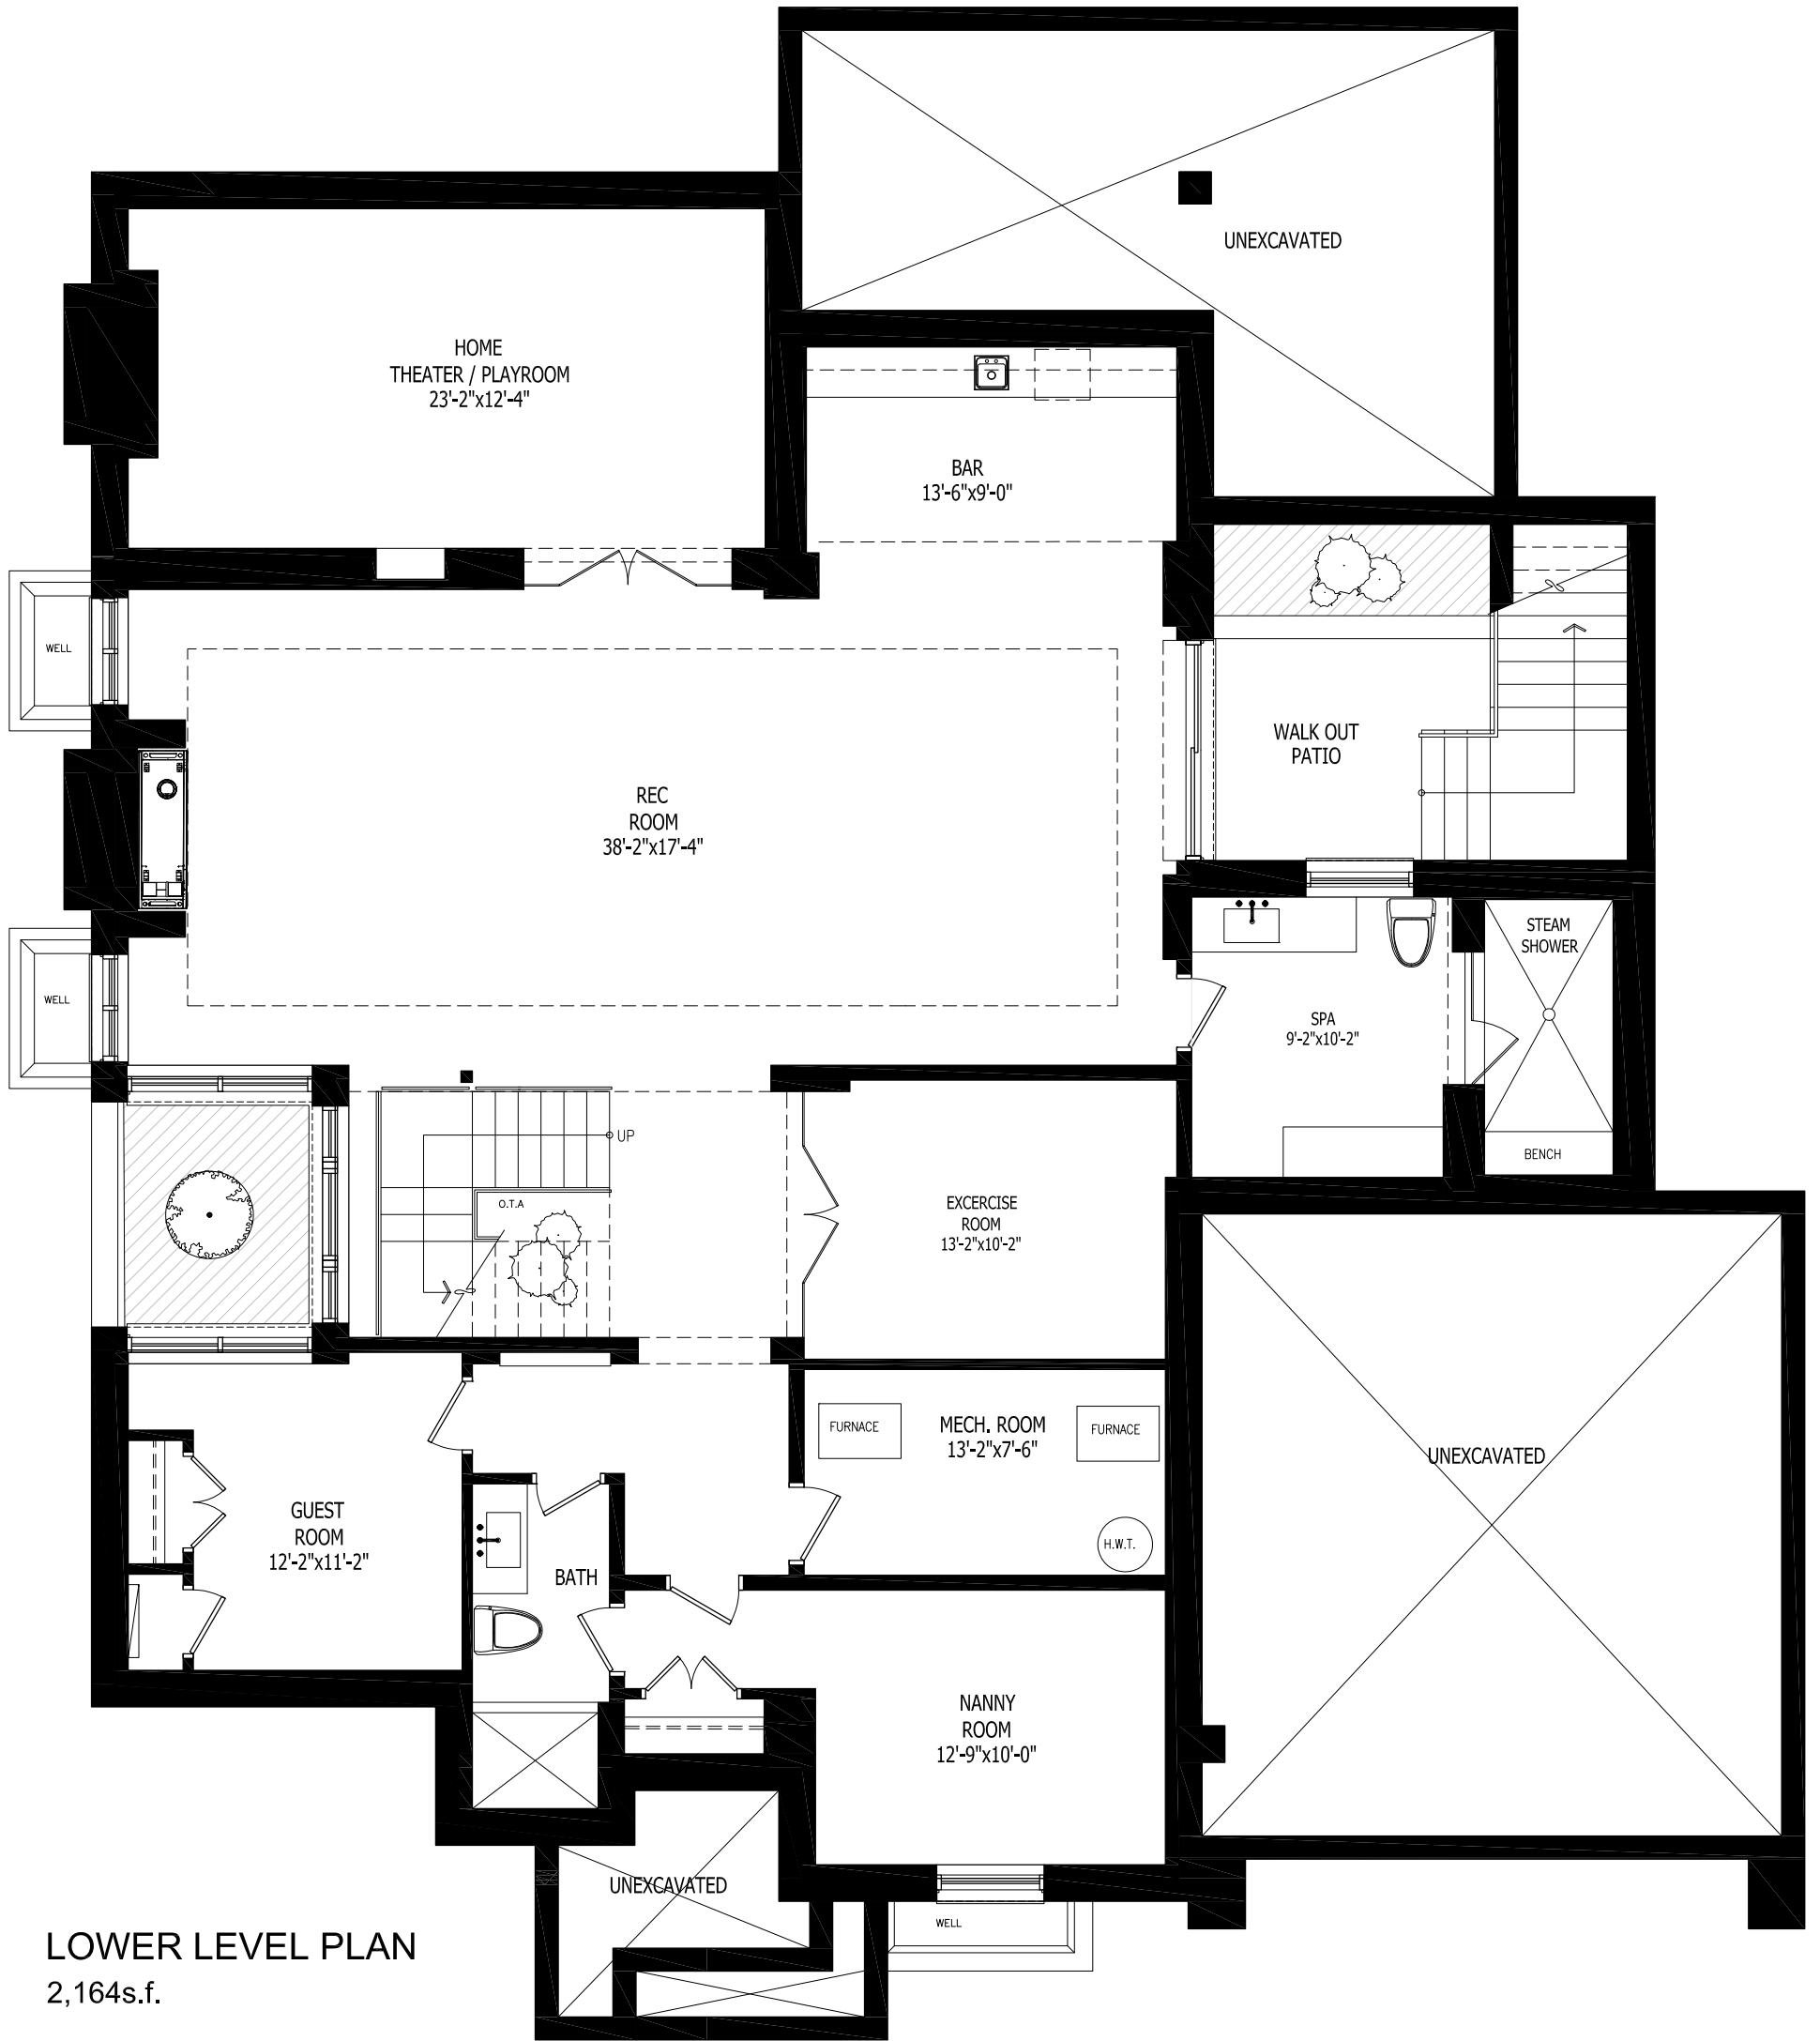 UNEXCAVATED
HOME
THEATER / PLAYROOM
23'-2"x12'-4"
BAR
13'-6"x9'-0"
WELL
WALK OUT
PATIO
REC
ROOM
38'-2"x17'-4"
STEAM
SHOWER
WELL
SPA
9'-2"x10'-2"
UP
BENCH
O.T.A
EXCERCISE
ROOM
13'-2"x10'-2"
FURNACE
MECH. ROOM
13'-2"x7'-6"
FURNACE
UNEXCAVATED
GUEST
ROOM
12'-2"x11'-2"
H.W.T.
BATH
NANNY
ROOM
12'-9"x10'-0"
UNEXCAVATED
WELL
LOWER LEVEL PLAN
2,164s.f.